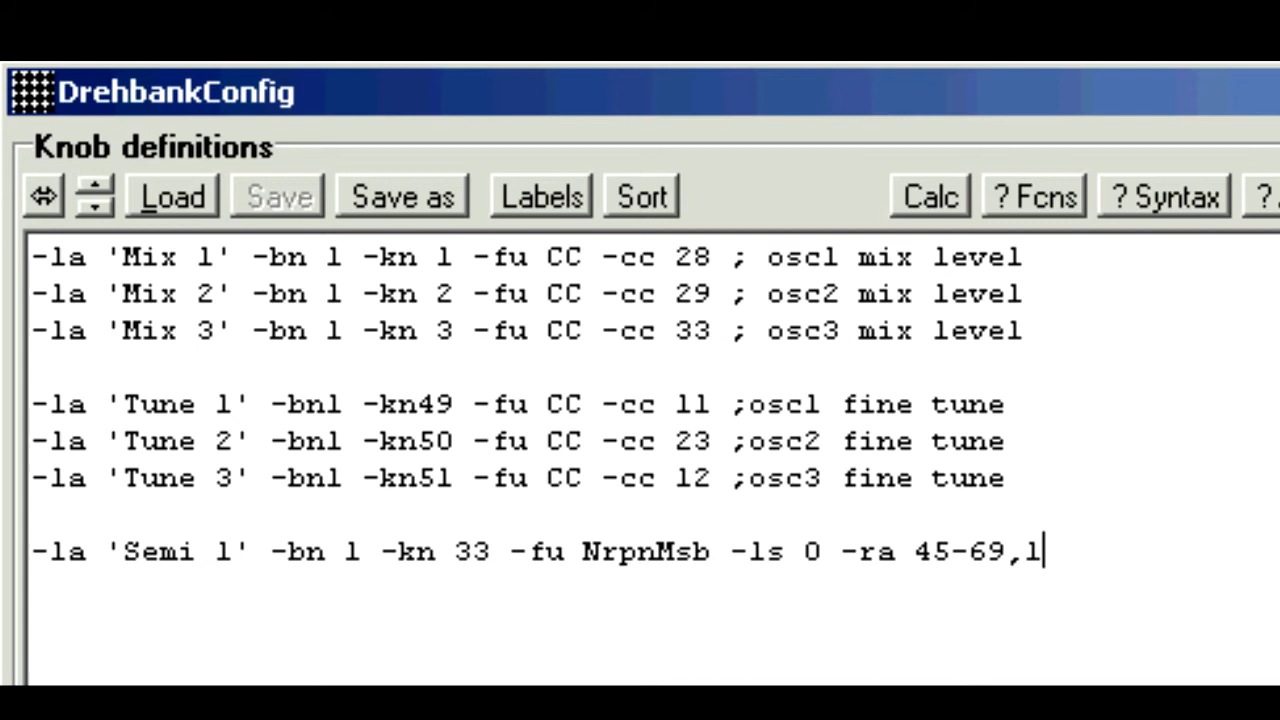 DrehbankConfig
Knob definitions
Load Save Save as Labels Sort Calc ? Fcns ? Syntax ?
-la 'Mix 1' -bn 1 -kn 1 -fu CC -cc 28 ; osc1 mix level
-la 'Mix 2' -bn 1 -kn 2 -fu CC -cc 29 ; osc2 mix level
-la 'Mix 3' -bn 1 -kn 3 -fu CC -cc 33 ; osc3 mix level
-la 'Tune 1' -bn1 -kn49 -fu CC -cc 11 ;osc1 fine tune
-la 'Tune 2' -bn1 -kn50 -fu CC -cc 23 ;osc2 fine tune
-la 'Tune 3' -bn1 -kn51 -fu CC -cc 12 ;osc3 fine tune
-la 'Semi 1' -bn 1 -kn 33 -fu NrpnMsb -ls 0 -ra 45-69,1